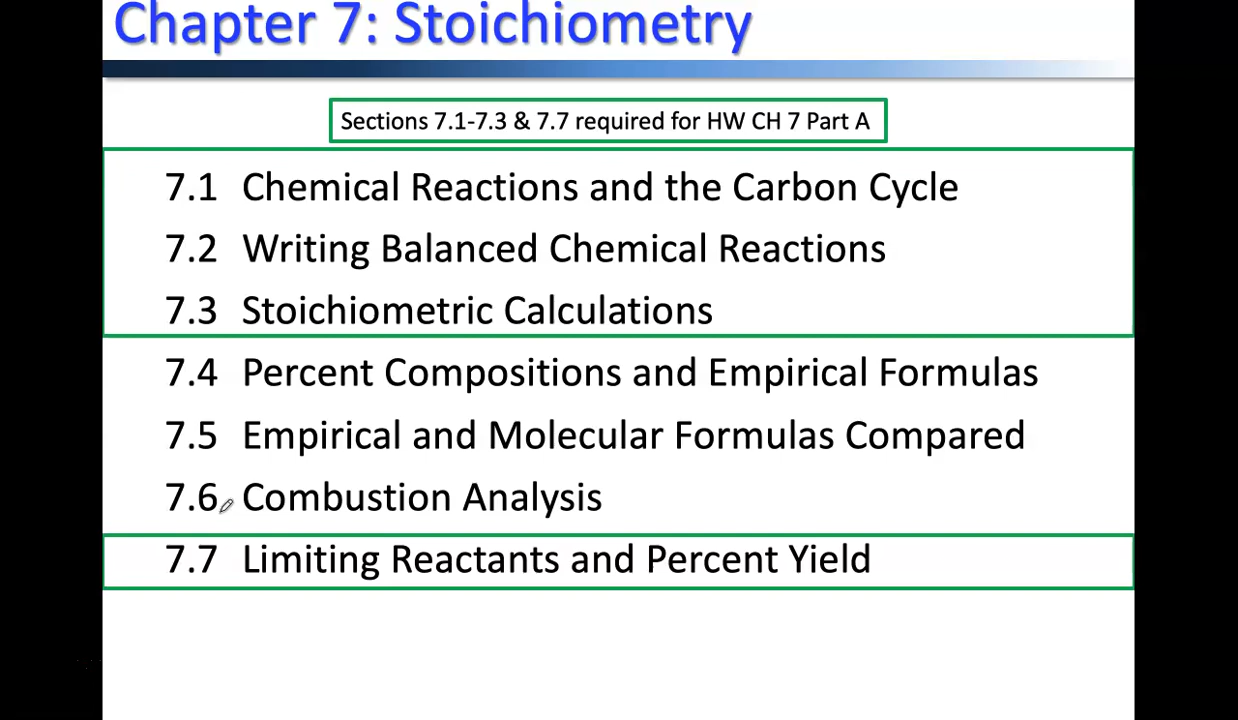 Chapter 7: Stoichiometry
Sections 7.1-7.3 & 7.7 required for HW CH 7 Part A
7.1 Chemical Reactions and the Carbon Cycle
7.2 Writing Balanced Chemical Reactions
7.3 Stoichiometric Calculations
7.4 Percent Compositions and Empirical Formulas
7.5 Empirical and Molecular Formulas Compared
7.6 Combustion Analysis
7.7 Limiting Reactants and Percent Yield